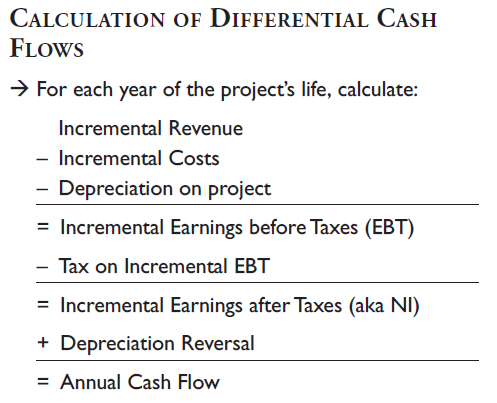 CALCULATION OF DIFFERENTIAL CASH
FLOWS
→ For each year of the project's life, calculate:
Incremental Revenue
– Incremental Costs
– Depreciation on project
= Incremental Earnings before Taxes (EBT)
– Tax on Incremental EBT
= Incremental Earnings after Taxes (aka NI)
+ Depreciation Reversal
= Annual Cash Flow